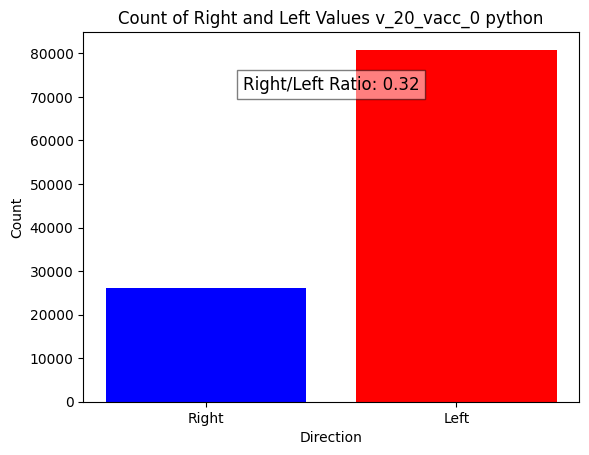 Count of Right and Left Values v_20_vacc_0 python
80000
Right/Left Ratio: 0.32
70000
60000
50000
40000
30000
20000
10000
0
Count
Right
Left
Direction